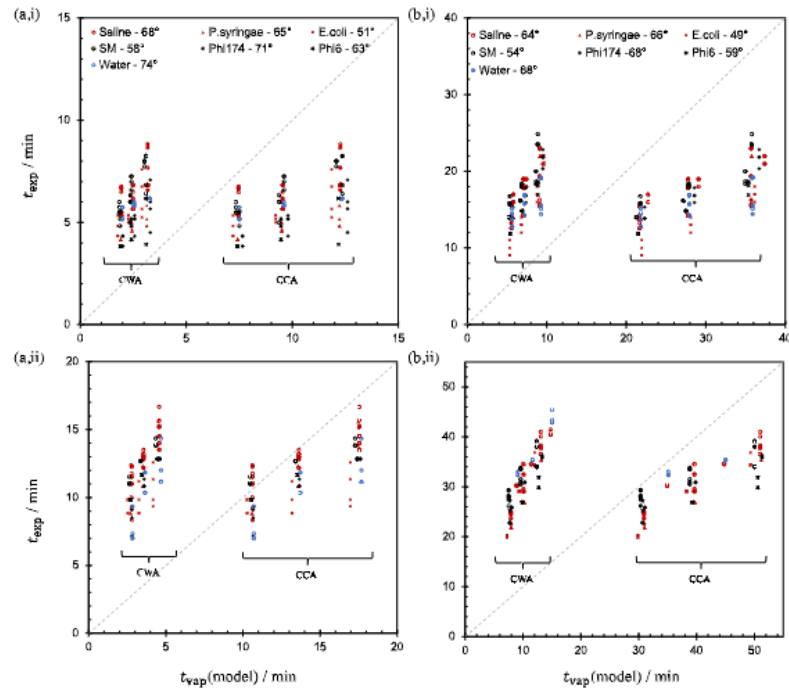 (a,i)
15
Saline - 68° P.syringae - 65° E.coli - 51°
SM - 58° Phi174 - 71° Phi6 - 63°
Water - 74°
10
5
0
t_exp / min
CWA CCA
0 5 10 15
(b,i)
40
Saline - 64° P.syringae - 66° E.coli - 49°
SM - 54° Phi174 -68° Phi6 - 59°
Water - 68°
30
20
10
0
CWA CCA
0 10 20 30 40
(a,ii)
20
15
10
5
0
t_exp / min
CWA CCA
0 5 10 15 20
t_vap(model) / min
(b,ii)
50
40
30
20
10
0
CWA CCA
0 10 20 30 40 50
t_vap(model) / min